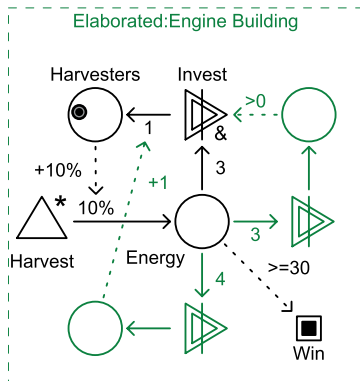 Elaborated:Engine Building
Harvesters
Invest
>0
1
&
+10%
3
+1
*
10%
3
Harvest
Energy
4
>=30
Win